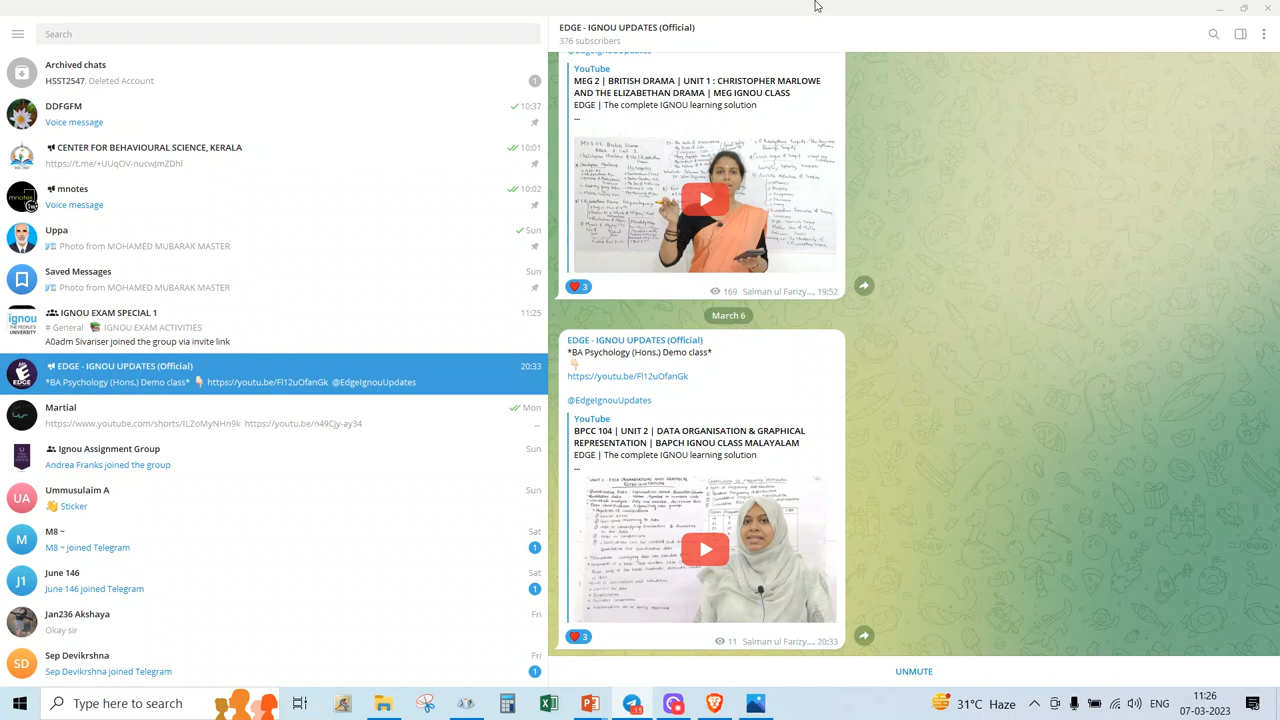 Search
Archived chats
HSST2547, Deleted Account
1
DDFGFM
10:37
Voice message
CENTER FOR BEHAVIOURAL SCIENCE, KERALA
10:01
https://t.me/+UUqOV-nucwJmZDhl
mnotes
10:02
Voice message
Uppa
Sun
Photo from MOHAMED MUBARAK MASTER
Saved Messages
Sun
Photo from MOHAMED MUBARAK MASTER
IGNOU EXAM SPECIAL 1
11:25
# General IGNOU EXAM ACTIVITIES
A0adm Sivariser joined the group via invite link
EDGE - IGNOU UPDATES (Official)
20:33
*BA Psychology (Hons.) Demo class* https://youtu.be/Fl12uOfanGk @EdgeIgnouUpdates
Martial
Mon
https://www.youtube.com/shorts/ILZoMyNHn9k https://youtu.be/n49Cjy-ay34
...
Ignou Assignment Group
Sun
Andrea Franks joined the group
UA
Ummusulaim A
Sun
Sticker
M
M8 ~
Sat
M8 ~ joined Telegram
1
J1
June 146
Sat
June 146 joined Telegram
1
Jan236 Akshaya
Fri
Okay sir
SD
Sep Devikrshna
Fri
Sep Devikrshna joined Telegram
1
EDGE - IGNOU UPDATES (Official)
376 subscribers
@EdgeIgnouUpdates
YouTube
MEG 2 | BRITISH DRAMA | UNIT 1 : CHRISTOPHER MARLOWE
AND THE ELIZABETHAN DRAMA | MEG IGNOU CLASS
EDGE | The complete IGNOU learning solution
...
3
169 Salman ul Farizy..., 19:52
March 6
EDGE - IGNOU UPDATES (Official)
*BA Psychology (Hons.) Demo class*
https://youtu.be/Fl12uOfanGk
@EdgeIgnouUpdates
YouTube
BPCC 104 | UNIT 2 | DATA ORGANISATION & GRAPHICAL
REPRESENTATION | BAPCH IGNOU CLASS MALAYALAM
EDGE | The complete IGNOU learning solution
...
3
11 Salman ul Farizy..., 20:33
UNMUTE
Type here to search
31°C Haze
ENG
11:26
07-03-2023